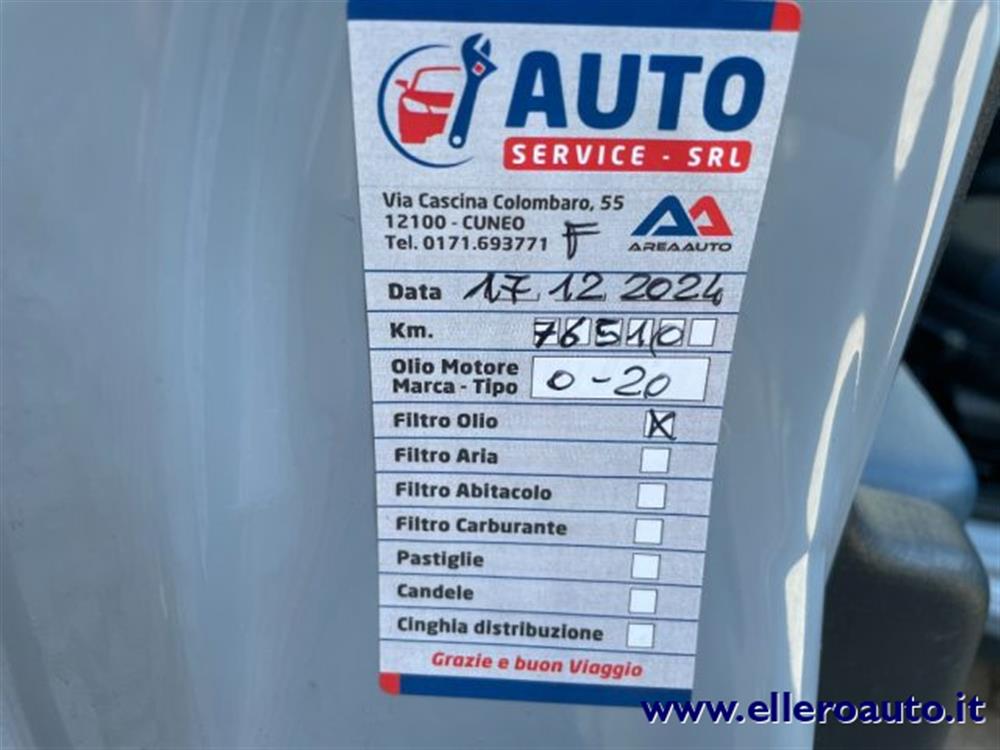 AUTO
SERVICE - SRL
Via Cascina Colombaro, 55
12100 - CUNEO
Tel. 0171.693771 F
AREAAUTO
Data 17 12 2024
Km. 76510
Olio Motore
Marca - Tipo 0-20
Filtro Olio X
Filtro Aria
Filtro Abitacolo
Filtro Carburante
Pastiglie
Candele
Cinghia distribuzione
Grazie e buon Viaggio
www.elleroauto.it